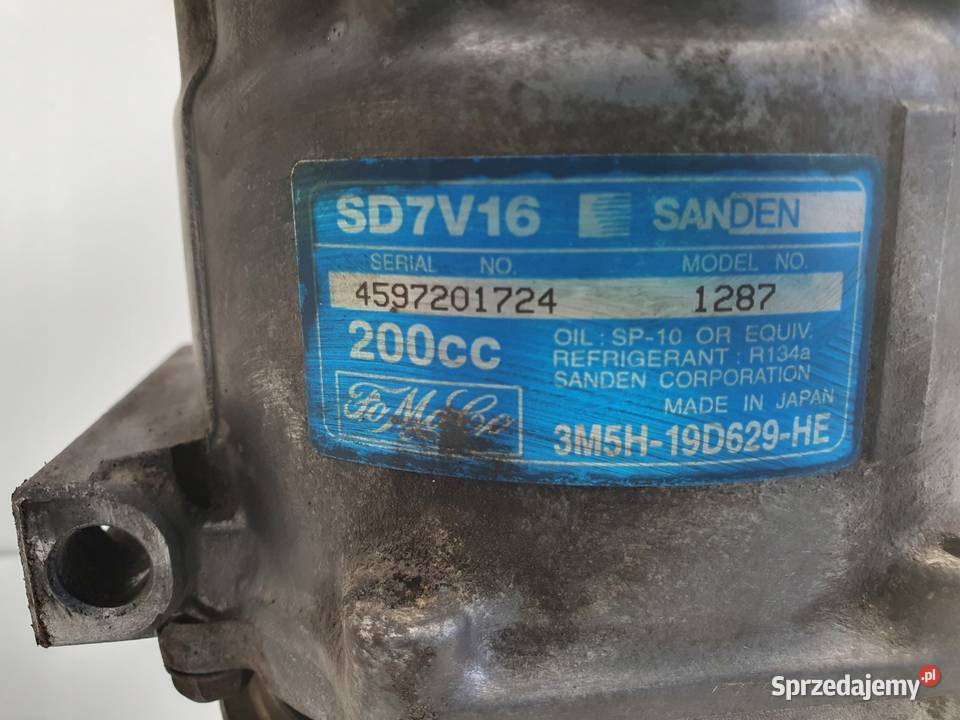 SD7V16 SANDEN
SERIAL NO. MODEL NO.
4597201724 1287
200cc
OIL : SP-10 OR EQUIV.
REFRIGERANT : R134a
SANDEN CORPORATION
MADE IN JAPAN
FoMoCo
3M5H-19D629-HE
Sprzedajemy.pl